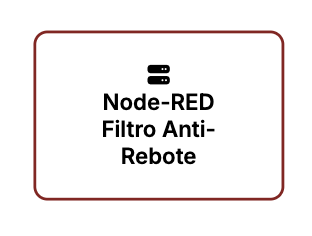 Node-RED
Filtro Anti-
Rebote